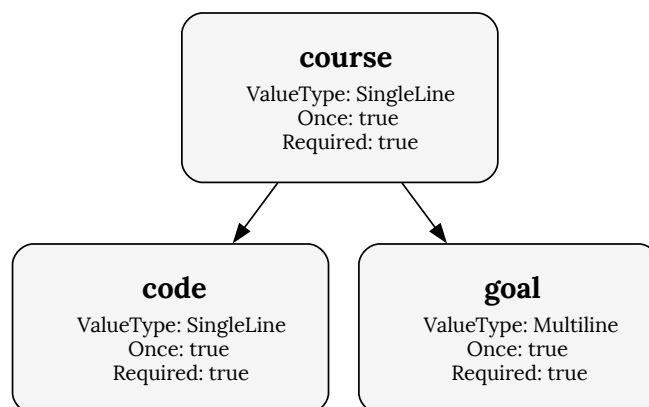 course
ValueType: SingleLine
Once: true
Required: true
code
ValueType: SingleLine
Once: true
Required: true
goal
ValueType: Multiline
Once: true
Required: true